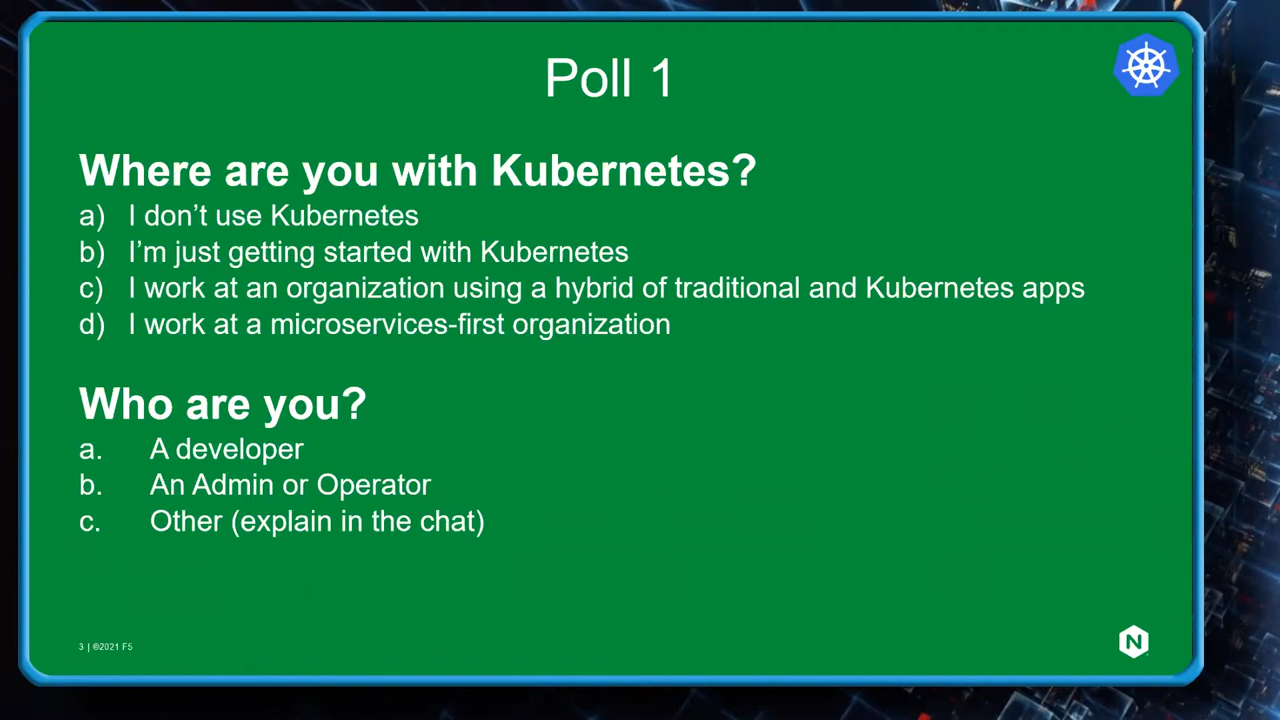 Poll 1
Where are you with Kubernetes?
a) I don’t use Kubernetes
b) I’m just getting started with Kubernetes
c) I work at an organization using a hybrid of traditional and Kubernetes apps
d) I work at a microservices-first organization
Who are you?
a. A developer
b. An Admin or Operator
c. Other (explain in the chat)
3 | ©2021 F5
N